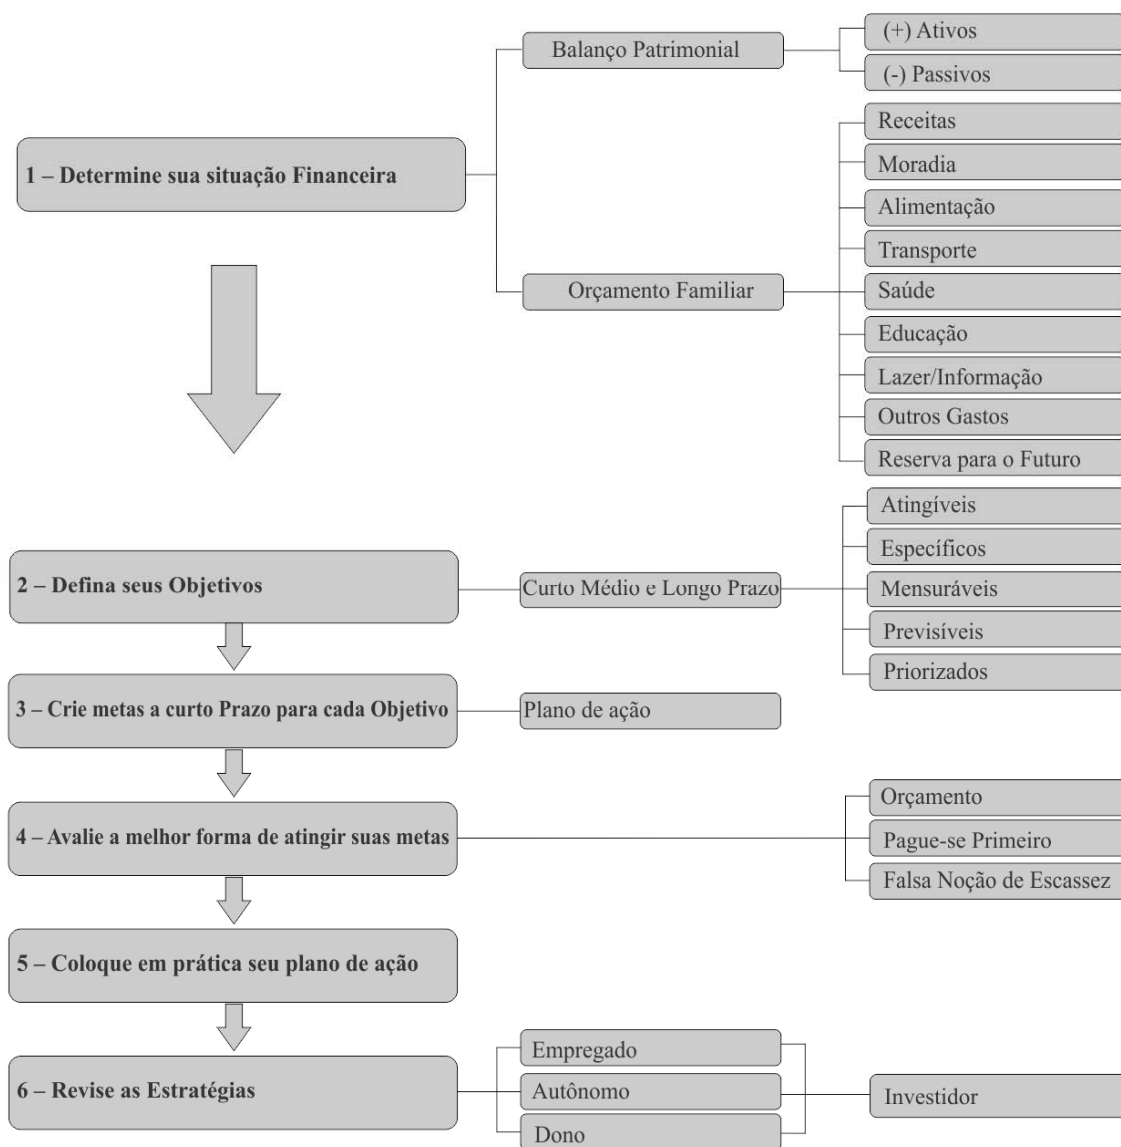 Balanço Patrimonial
(+) Ativos
(-) Passivos
1 – Determine sua situação Financeira
Orçamento Familiar
Receitas
Moradia
Alimentação
Transporte
Saúde
Educação
Lazer/Informação
Outros Gastos
Reserva para o Futuro
2 – Defina seus Objetivos
Curto Médio e Longo Prazo
Atingíveis
Específicos
Mensuráveis
Previsíveis
Priorizados
3 – Crie metas a curto Prazo para cada Objetivo
Plano de ação
4 – Avalie a melhor forma de atingir suas metas
Orçamento
Pague-se Primeiro
Falsa Noção de Escassez
5 – Coloque em prática seu plano de ação
6 – Revise as Estratégias
Empregado
Autônomo
Dono
Investidor